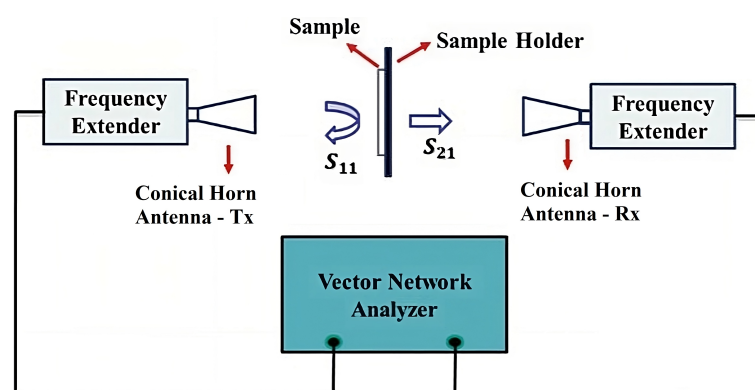 Sample
Sample Holder
Frequency
Extender
Frequency
Extender
S11
S21
Conical Horn
Antenna - Tx
Conical Horn
Antenna - Rx
Vector Network
Analyzer